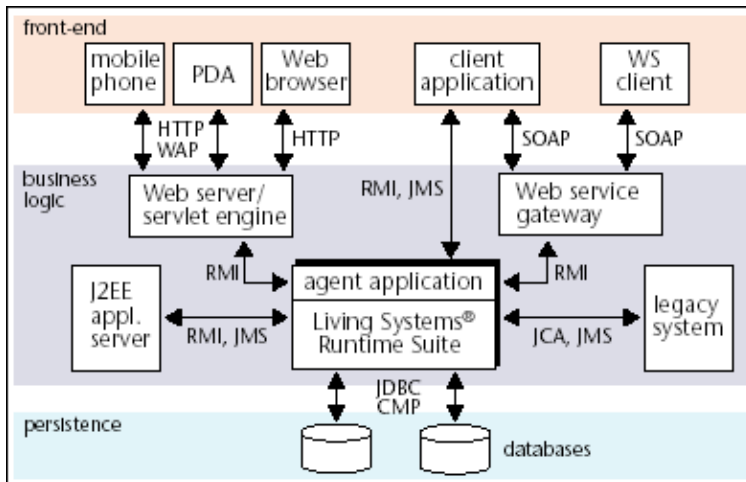 front-end
mobile
phone
PDA
Web
browser
client
application
WS
client
HTTP
WAP
HTTP
SOAP
SOAP
business
logic
Web server/
servlet engine
RMI, JMS
Web service
gateway
RMI
RMI
J2EE
appl.
server
agent application
Living Systems®
Runtime Suite
legacy
system
RMI, JMS
JCA, JMS
JDBC
CMP
persistence
databases